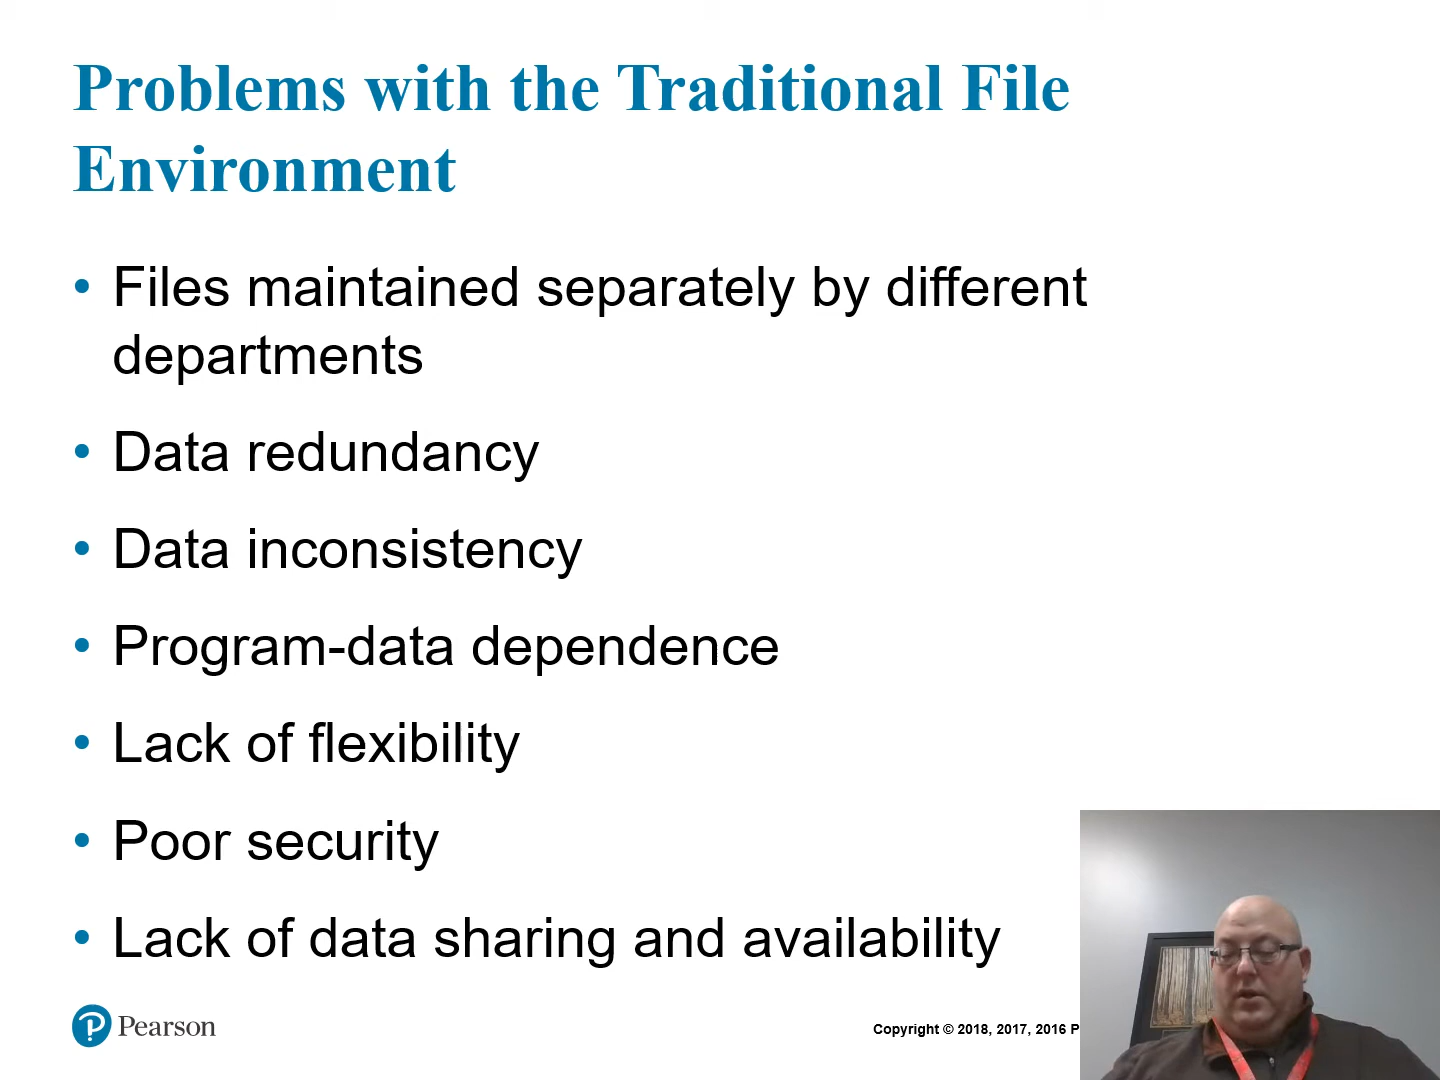 Problems with the Traditional File
Environment
• Files maintained separately by different
departments
• Data redundancy
• Data inconsistency
• Program-data dependence
• Lack of flexibility
• Poor security
• Lack of data sharing and availability
Pearson
Copyright © 2018, 2017, 2016 P